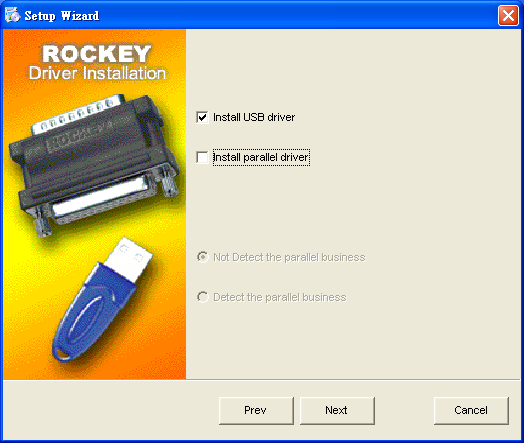 Setup Wizard
ROCKEY
Driver Installation
ROCKEY
Install USB driver
Install parallel driver
Not Detect the parallel business
Detect the parallel business
Prev
Next
Cancel